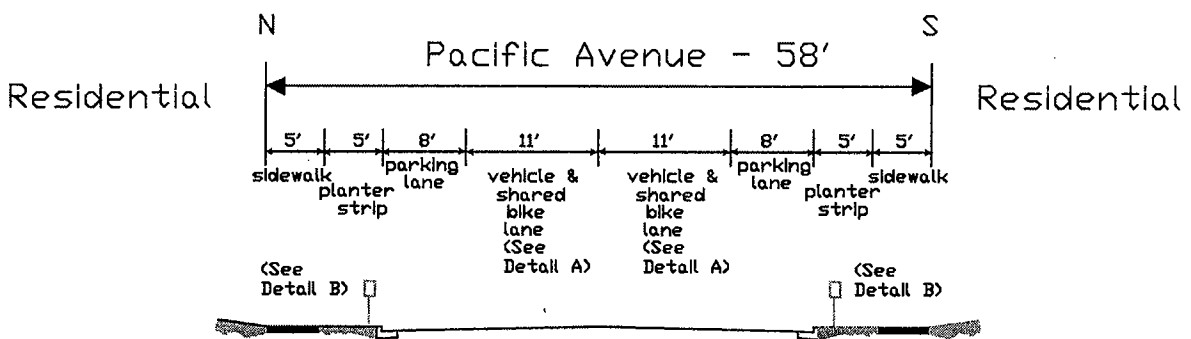 N
S
Pacific Avenue - 58'
Residential
Residential
5'
5'
8'
11'
11'
8'
5'
5'
sidewalk
planter
strip
parking
lane
vehicle &
shared
bike
lane
(See
Detail A)
vehicle &
shared
bike
lane
(See
Detail A)
parking
lane
planter
strip
sidewalk
(See
Detail B)
(See
Detail B)